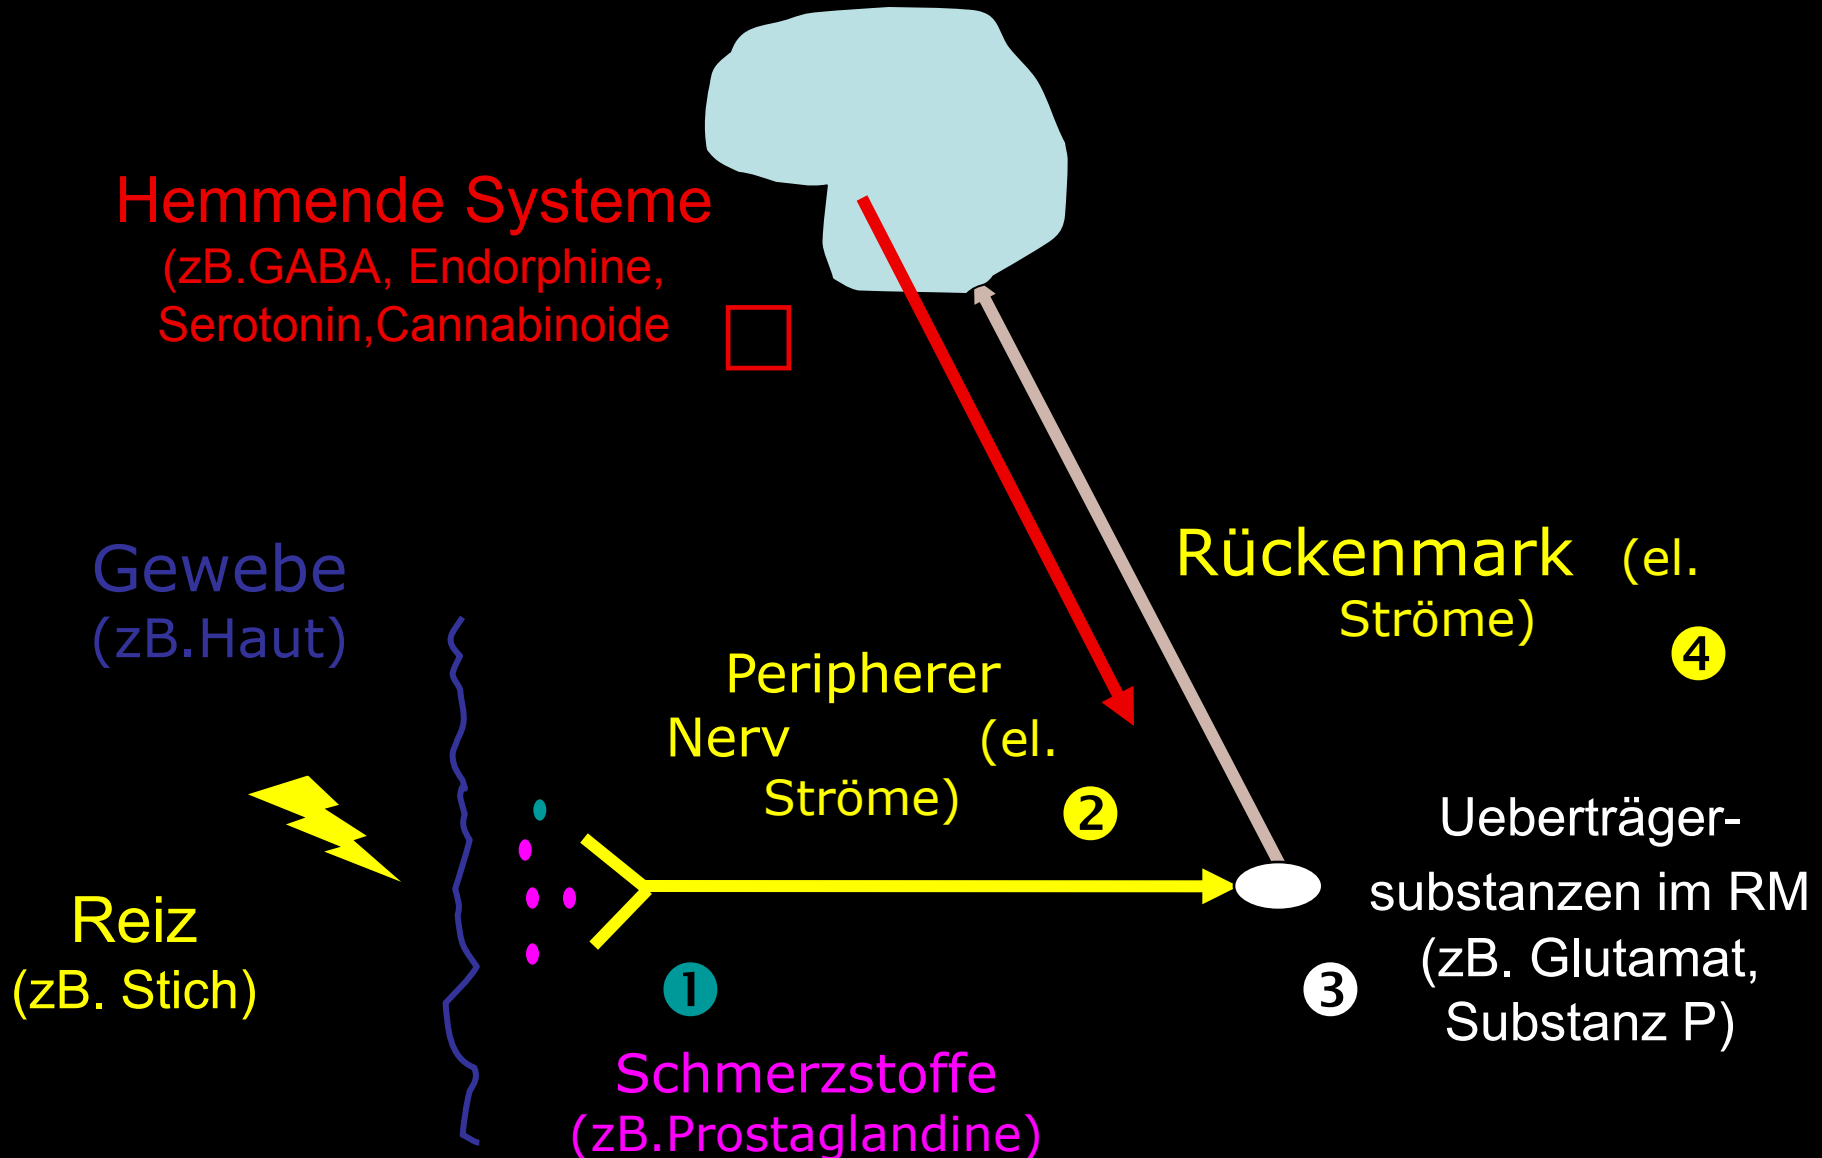 Hemmende Systeme
(zB.GABA, Endorphine,
Serotonin,Cannabinoide
Gewebe
(zB.Haut)
Rückenmark (el.
Ströme)
4
Peripherer
Nerv (el.
Ströme)
2
Reiz
(zB. Stich)
1
Schmerzstoffe
(zB.Prostaglandine)
3
Ueberträger-
substanzen im RM
(zB. Glutamat,
Substanz P)